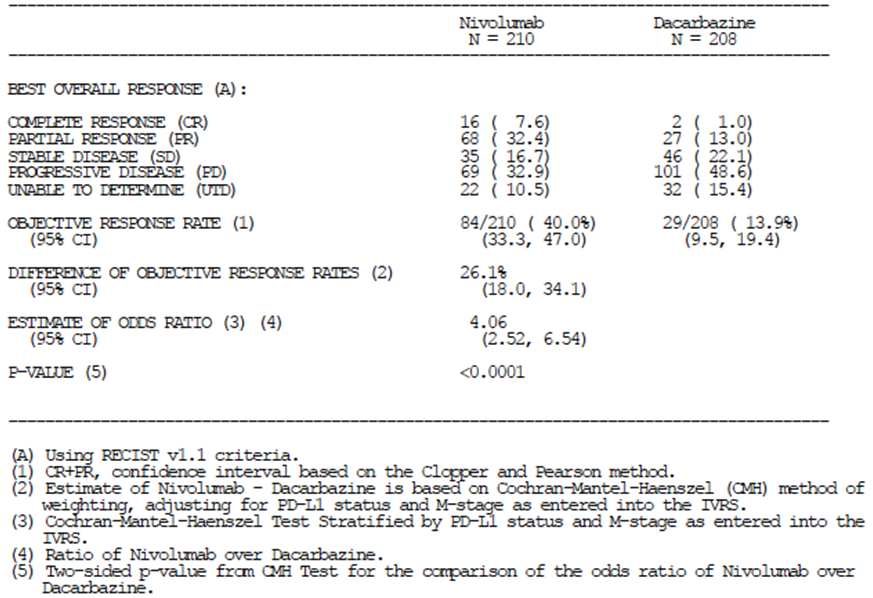 Nivolumab Dacarbazine
N = 210 N = 208
BEST OVERALL RESPONSE (A):
COMPLETE RESPONSE (CR) 16 ( 7.6) 2 ( 1.0)
PARTIAL RESPONSE (PR) 68 ( 32.4) 27 ( 13.0)
STABLE DISEASE (SD) 35 ( 16.7) 46 ( 22.1)
PROGRESSIVE DISEASE (PD) 69 ( 32.9) 101 ( 48.6)
UNABLE TO DETERMINE (UTD) 22 ( 10.5) 32 ( 15.4)
OBJECTIVE RESPONSE RATE (1) 84/210 ( 40.0%) 29/208 ( 13.9%)
(95% CI) (33.3, 47.0) (9.5, 19.4)
DIFFERENCE OF OBJECTIVE RESPONSE RATES (2) 26.1%
(95% CI) (18.0, 34.1)
ESTIMATE OF ODDS RATIO (3) (4) 4.06
(95% CI) (2.52, 6.54)
P-VALUE (5) <0.0001
(A) Using RECIST v1.1 criteria.
(1) CR+PR, confidence interval based on the Clopper and Pearson method.
(2) Estimate of Nivolumab - Dacarbazine is based on Cochran-Mantel-Haenszel (CMH) method of
weighting, adjusting for PD-L1 status and M-stage as entered into the IVRS.
(3) Cochran-Mantel-Haenszel Test Stratified by PD-L1 status and M-stage as entered into the
IVRS.
(4) Ratio of Nivolumab over Dacarbazine.
(5) Two-sided p-value from CMH Test for the comparison of the odds ratio of Nivolumab over
Dacarbazine.